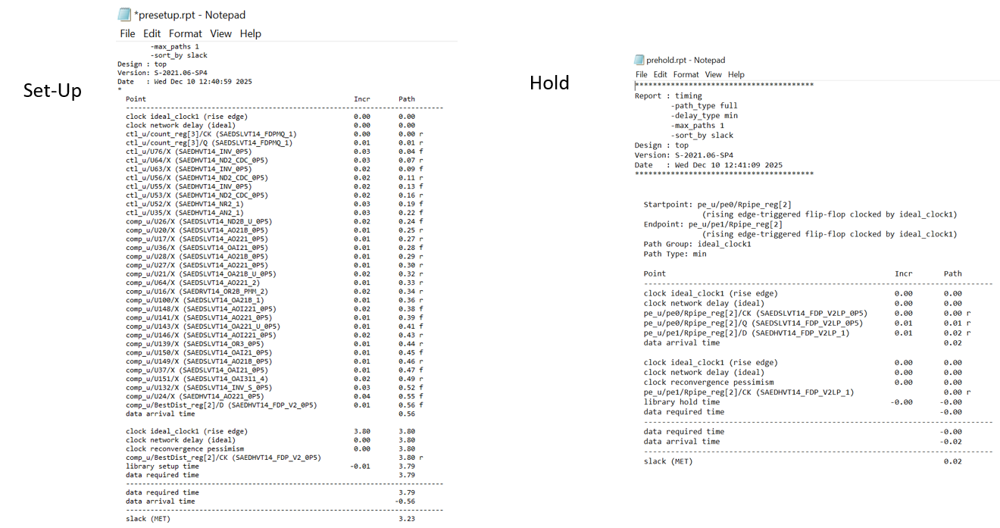 Set-Up
*presetup.rpt - Notepad
File Edit Format View Help
-max_paths 1
-sort_by slack
Design : top
Version: S-2021.06-SP4
Date   : Wed Dec 10 12:40:59 2025
*
Point Incr Path
---------------------------------------------------------------------------
clock ideal_clock1 (rise edge) 0.00 0.00
clock network delay (ideal) 0.00 0.00
ctl_u/count_reg[3]/CK (SAEDSLVT14_FDPMQ_1) 0.00 0.00 r
ctl_u/count_reg[3]/Q (SAEDSLVT14_FDPMQ_1) 0.01 0.01 r
ctl_u/U76/X (SAEDHVT14_INV_0P5) 0.03 0.04 f
ctl_u/U64/X (SAEDHVT14_ND2_CDC_0P5) 0.03 0.07 r
ctl_u/U63/X (SAEDHVT14_INV_0P5) 0.02 0.09 f
ctl_u/U56/X (SAEDHVT14_ND2_CDC_0P5) 0.02 0.11 r
ctl_u/U55/X (SAEDHVT14_INV_0P5) 0.02 0.13 f
ctl_u/U53/X (SAEDHVT14_ND2_CDC_0P5) 0.02 0.16 r
ctl_u/U52/X (SAEDHVT14_NR2_1) 0.03 0.19 f
ctl_u/U35/X (SAEDHVT14_AN2_1) 0.03 0.22 f
comp_u/U26/X (SAEDSLVT14_ND2B_U_0P5) 0.02 0.24 f
comp_u/U20/X (SAEDSLVT14_AO21B_0P5) 0.01 0.25 r
comp_u/U17/X (SAEDSLVT14_AO221_0P5) 0.01 0.27 r
comp_u/U36/X (SAEDSLVT14_OAI21_0P5) 0.01 0.28 f
comp_u/U28/X (SAEDSLVT14_AO21B_0P5) 0.01 0.29 r
comp_u/U27/X (SAEDSLVT14_AO221_0P5) 0.01 0.30 r
comp_u/U21/X (SAEDSLVT14_OA21B_U_0P5) 0.02 0.32 r
comp_u/U64/X (SAEDSLVT14_AO221_2) 0.01 0.33 r
comp_u/U16/X (SAEDRVT14_OR2B_PMM_2) 0.02 0.34 r
comp_u/U100/X (SAEDSLVT14_OA21B_1) 0.01 0.36 r
comp_u/U148/X (SAEDSLVT14_AOI221_0P5) 0.02 0.38 f
comp_u/U141/X (SAEDSLVT14_AO221_0P5) 0.01 0.39 f
comp_u/U143/X (SAEDSLVT14_OA221_U_0P5) 0.01 0.41 f
comp_u/U146/X (SAEDSLVT14_AOI221_0P5) 0.02 0.43 r
comp_u/U139/X (SAEDSLVT14_OR3_0P5) 0.01 0.44 r
comp_u/U150/X (SAEDSLVT14_OAI21_0P5) 0.01 0.45 f
comp_u/U149/X (SAEDSLVT14_AO21B_0P5) 0.01 0.46 r
comp_u/U37/X (SAEDSLVT14_OAI21_0P5) 0.01 0.47 f
comp_u/U151/X (SAEDSLVT14_OAI311_4) 0.02 0.49 r
comp_u/U132/X (SAEDSLVT14_INV_S_0P5) 0.03 0.52 f
comp_u/U24/X (SAEDHVT14_AO221_0P5) 0.04 0.55 f
comp_u/BestDist_reg[2]/D (SAEDHVT14_FDP_V2_0P5) 0.01 0.56 f
data arrival time 0.56
clock ideal_clock1 (rise edge) 3.80 3.80
clock network delay (ideal) 0.00 3.80
clock reconvergence pessimism 0.00 3.80
comp_u/BestDist_reg[2]/CK (SAEDHVT14_FDP_V2_0P5) 3.80 r
library setup time -0.01 3.79
data required time 3.79
---------------------------------------------------------------------------
data required time 3.79
data arrival time -0.56
---------------------------------------------------------------------------
slack (MET) 3.23
Hold
prehold.rpt - Notepad
File Edit Format View Help
****************************************
Report : timing
-path_type full
-delay_type min
-max_paths 1
-sort_by slack
Design : top
Version: S-2021.06-SP4
Date   : Wed Dec 10 12:41:09 2025
****************************************
Startpoint: pe_u/pe0/Rpipe_reg[2]
(rising edge-triggered flip-flop clocked by ideal_clock1)
Endpoint: pe_u/pe1/Rpipe_reg[2]
(rising edge-triggered flip-flop clocked by ideal_clock1)
Path Group: ideal_clock1
Path Type: min
Point Incr Path
---------------------------------------------------------------------------
clock ideal_clock1 (rise edge) 0.00 0.00
clock network delay (ideal) 0.00 0.00
pe_u/pe0/Rpipe_reg[2]/CK (SAEDSLVT14_FDP_V2LP_0P5) 0.00 0.00 r
pe_u/pe0/Rpipe_reg[2]/Q (SAEDSLVT14_FDP_V2LP_0P5) 0.01 0.01 r
pe_u/pe1/Rpipe_reg[2]/D (SAEDHVT14_FDP_V2LP_1) 0.01 0.02 r
data arrival time 0.02
clock ideal_clock1 (rise edge) 0.00 0.00
clock network delay (ideal) 0.00 0.00
clock reconvergence pessimism 0.00 0.00
pe_u/pe1/Rpipe_reg[2]/CK (SAEDHVT14_FDP_V2LP_1) 0.00 r
library hold time -0.00 -0.00
data required time -0.00
---------------------------------------------------------------------------
data required time -0.00
data arrival time -0.02
---------------------------------------------------------------------------
slack (MET) 0.02